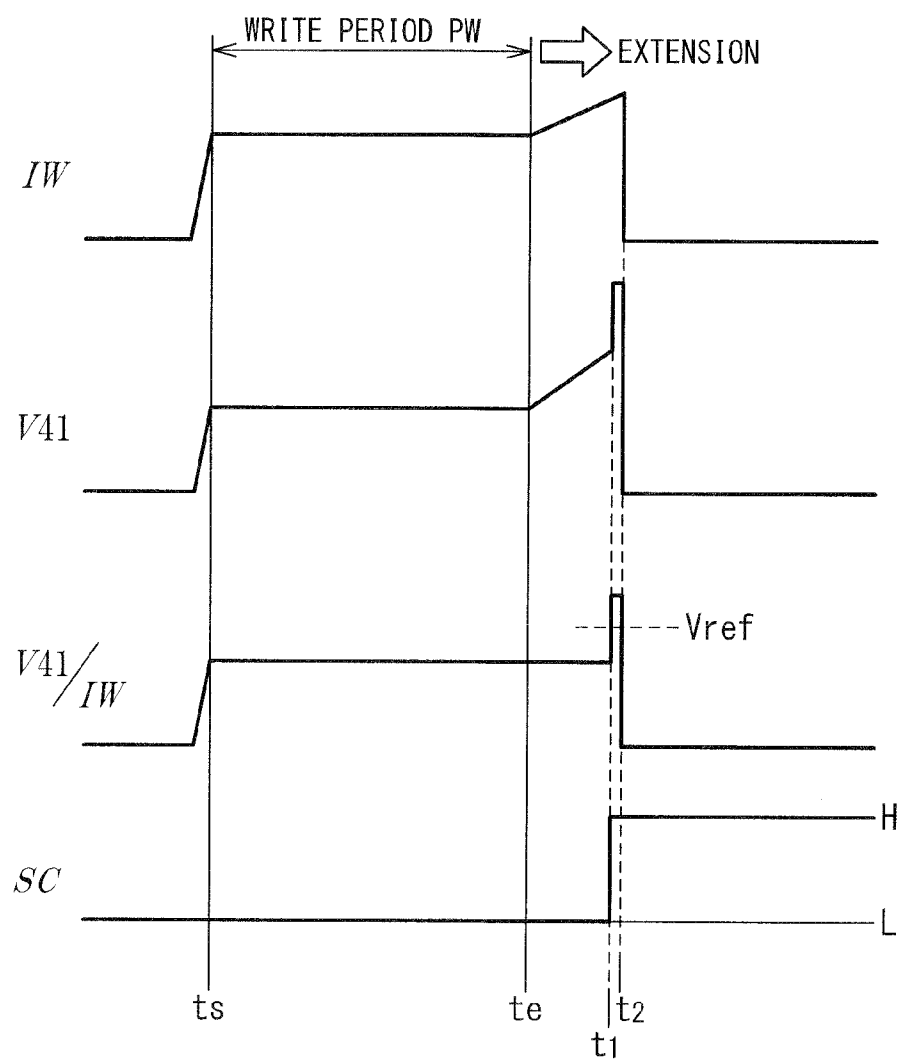 WRITE PERIOD PW
EXTENSION
IW
V41
Vref
V41/IW
H
SC
L
ts
te
t2
t1